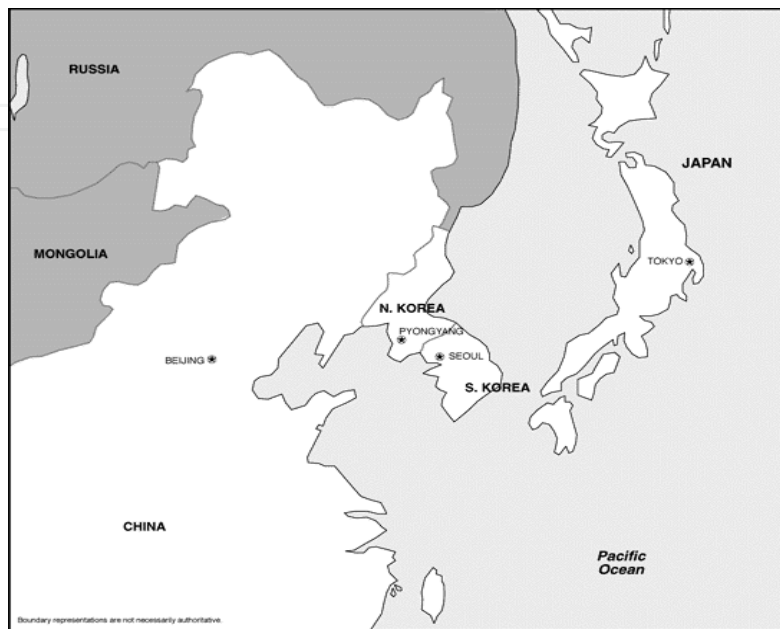 RUSSIA
JAPAN
MONGOLIA
TOKYO
N. KOREA
PYONGYANG
BEIJING
SEOUL
S. KOREA
CHINA
Pacific
Ocean
Boundary representations are not necessarily authoritative.